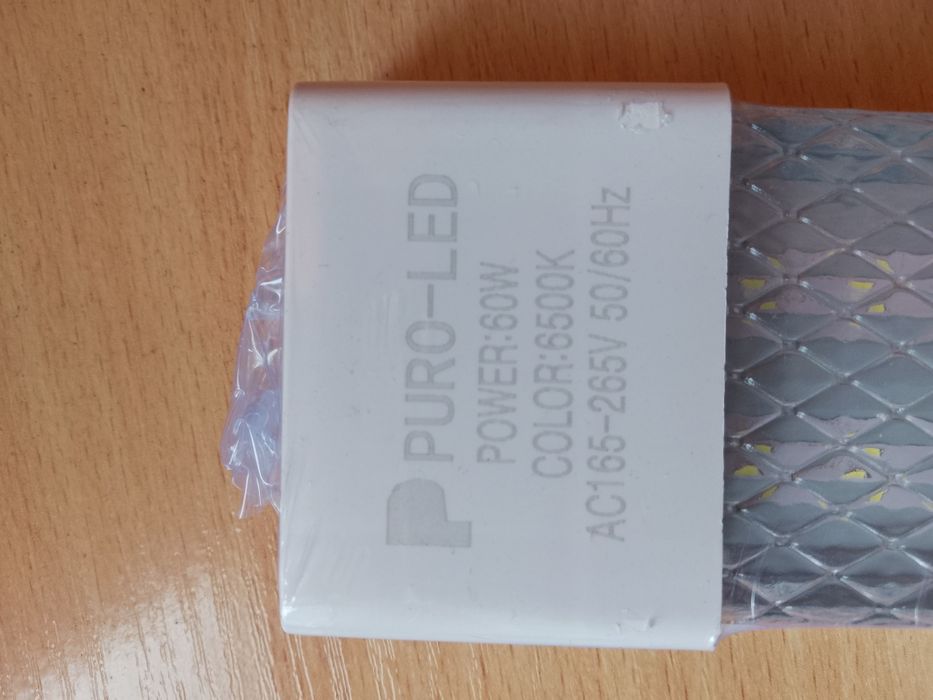 PURO-LED
POWER:60W
COLOR:6500K
AC165-265V 50/60Hz